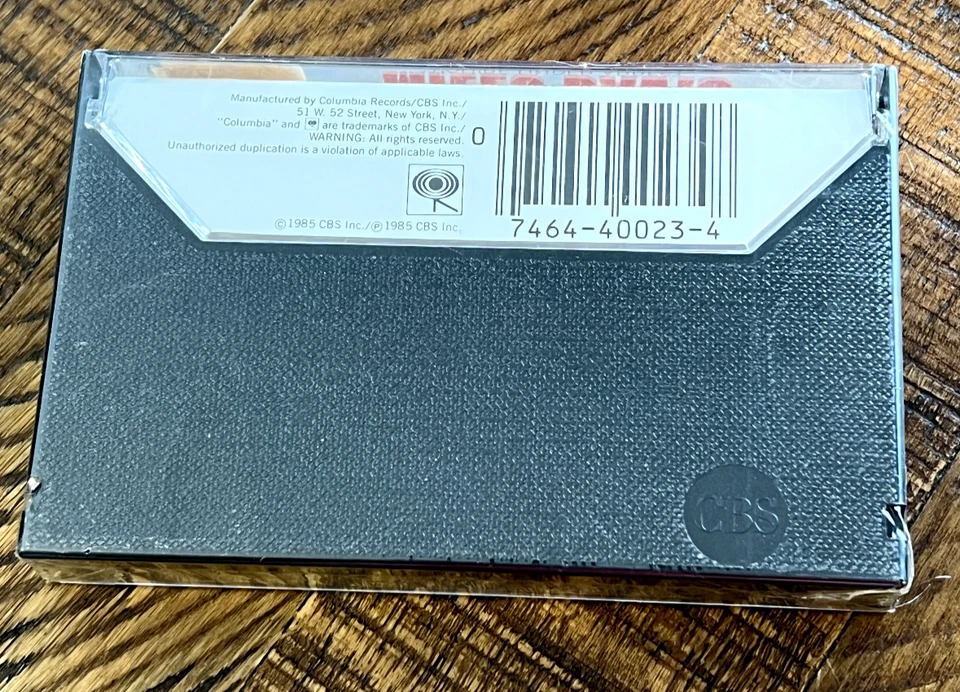 Manufactured by Columbia Records/CBS Inc./
51 W. 52 Street, New York, N.Y./
"Columbia" and are trademarks of CBS Inc./
WARNING: All rights reserved.
Unauthorized duplication is a violation of applicable laws.
©1985 CBS Inc./℗1985 CBS Inc.
0
7464-40023-4
CBS